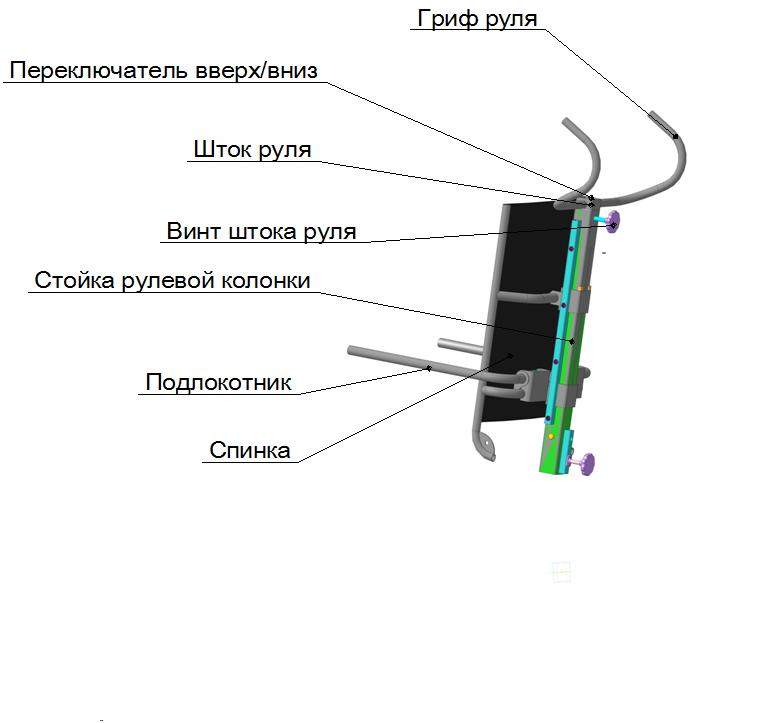 Гриф руля
Переключатель вверх/вниз
Шток руля
Винт штока руля
Стойка рулевой колонки
Подлокотник
Спинка